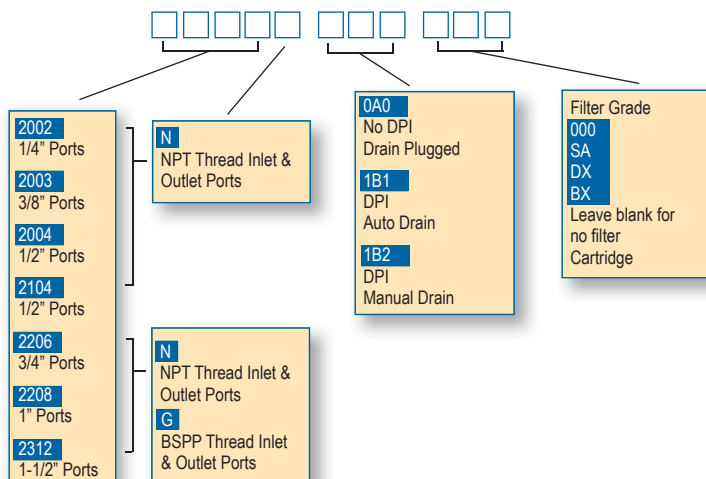 2002
1/4” Ports
2003
3/8” Ports
2004
1/2” Ports
2104
1/2” Ports
2206
3/4” Ports
2208
1” Ports
2312
1-1/2” Ports
N
NPT Thread Inlet &
Outlet Ports
N
NPT Thread Inlet &
Outlet Ports
G
BSPP Thread Inlet
& Outlet Ports
0A0
No DPI
Drain Plugged
1B1
DPI
Auto Drain
1B2
DPI
Manual Drain
Filter Grade
000
SA
DX
BX
Leave blank for
no filter
Cartridge